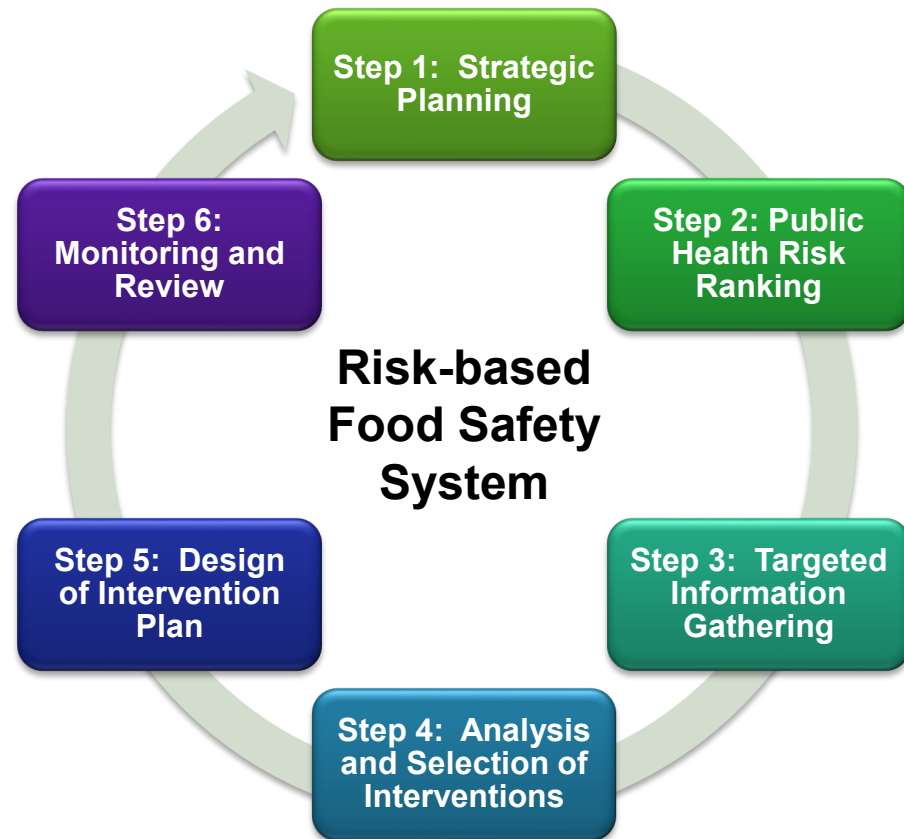 Step 1: Strategic
Planning
Step 2: Public
Health Risk
Ranking
Step 3: Targeted
Information
Gathering
Step 4: Analysis
and Selection of
Interventions
Step 5: Design
of Intervention
Plan
Step 6:
Monitoring and
Review
Risk-based
Food Safety
System